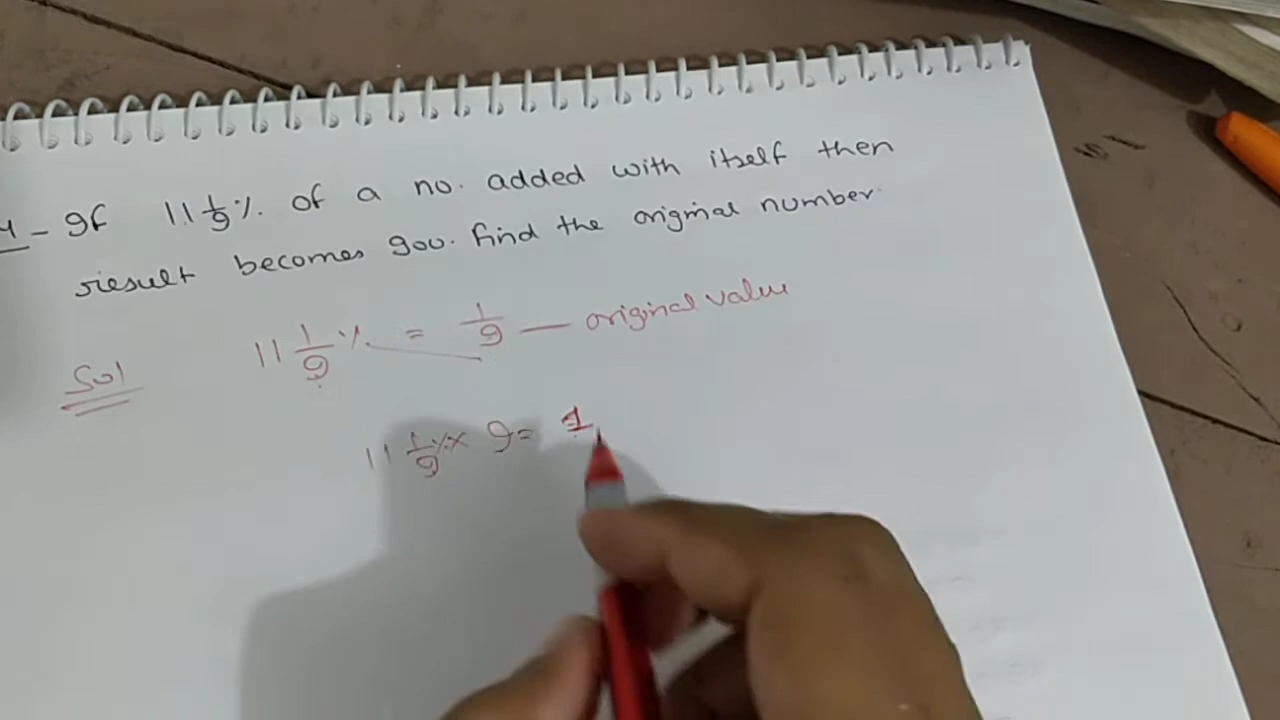 4 - If 11 1/9 % of a no. added with itself then
result becomes 900. find the original number.
Sol 11 1/9 % = 1/9 — original value
11 1/9 % × 9 = 1